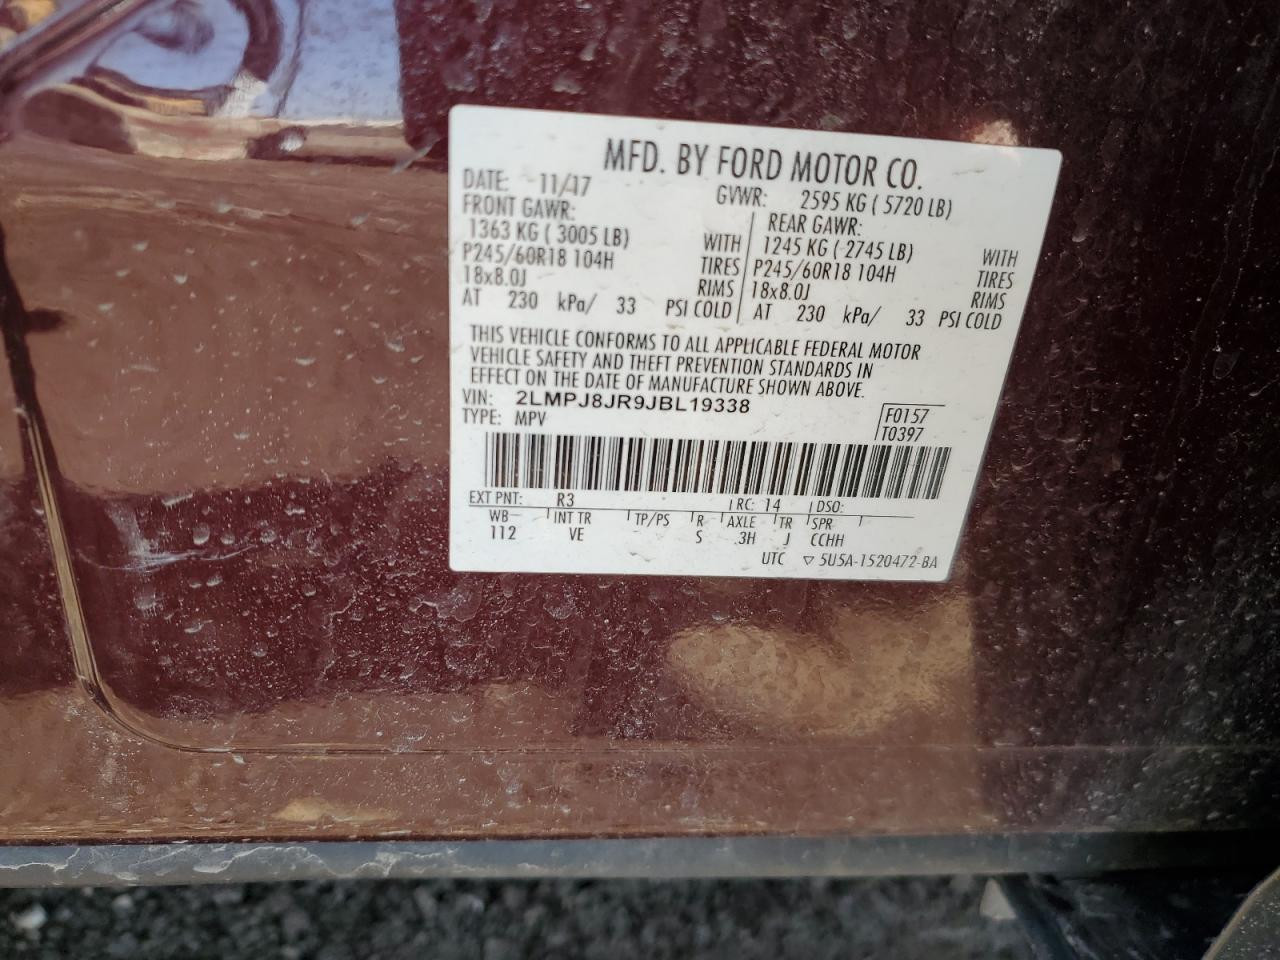 MFD. BY FORD MOTOR CO.
DATE: 11/17 GVWR: 2595 KG ( 5720 LB)
FRONT GAWR: REAR GAWR:
1363 KG ( 3005 LB) WITH 1245 KG ( 2745 LB) WITH
P245/60R18 104H TIRES P245/60R18 104H TIRES
18x8.0J RIMS 18x8.0J RIMS
AT 230 kPa/ 33 PSI COLD AT 230 kPa/ 33 PSI COLD
THIS VEHICLE CONFORMS TO ALL APPLICABLE FEDERAL MOTOR
VEHICLE SAFETY AND THEFT PREVENTION STANDARDS IN
EFFECT ON THE DATE OF MANUFACTURE SHOWN ABOVE.
VIN: 2LMPJ8JR9JBL19338 F0157
TYPE: MPV T0397
EXT PNT: R3 RC: 14 DSO:
WB INT TR TP/PS R AXLE TR SPR
112 VE S 3H J CCHH
UTC ▽ 5U5A-1520472-BA